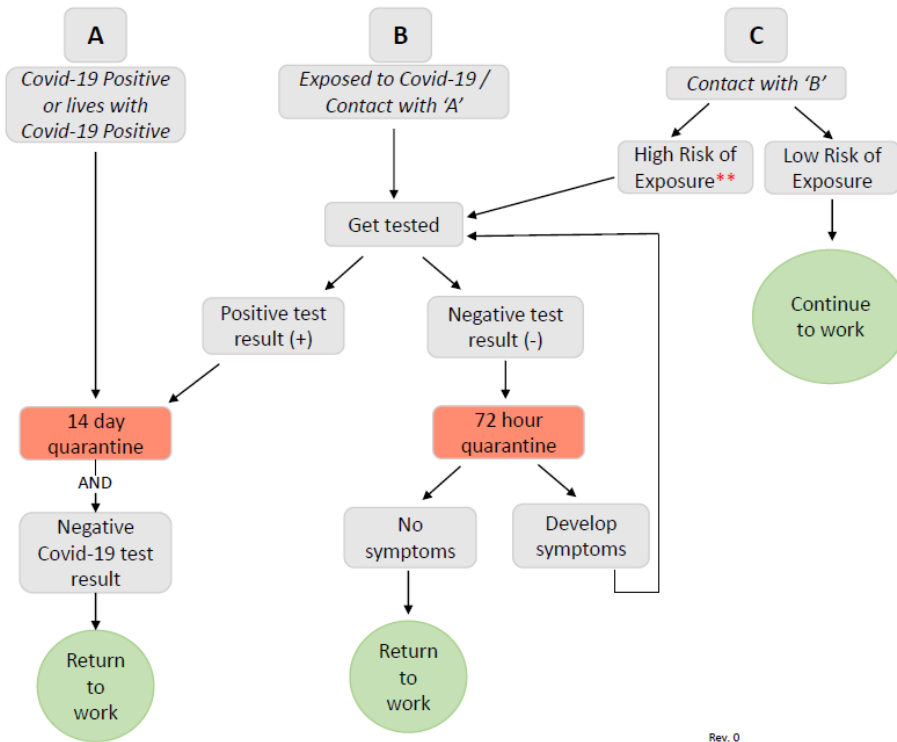 A
B
C
Covid-19 Positive
or lives with
Covid-19 Positive
Exposed to Covid-19 /
Contact with ‘A’
Contact with ‘B’
High Risk of
Exposure**
Low Risk of
Exposure
Get tested
Continue
to work
Positive test
result (+)
Negative test
result (-)
14 day
quarantine
72 hour
quarantine
AND
Negative
Covid-19 test
result
No
symptoms
Develop
symptoms
Return
to
work
Return
to
work
Rev. 0